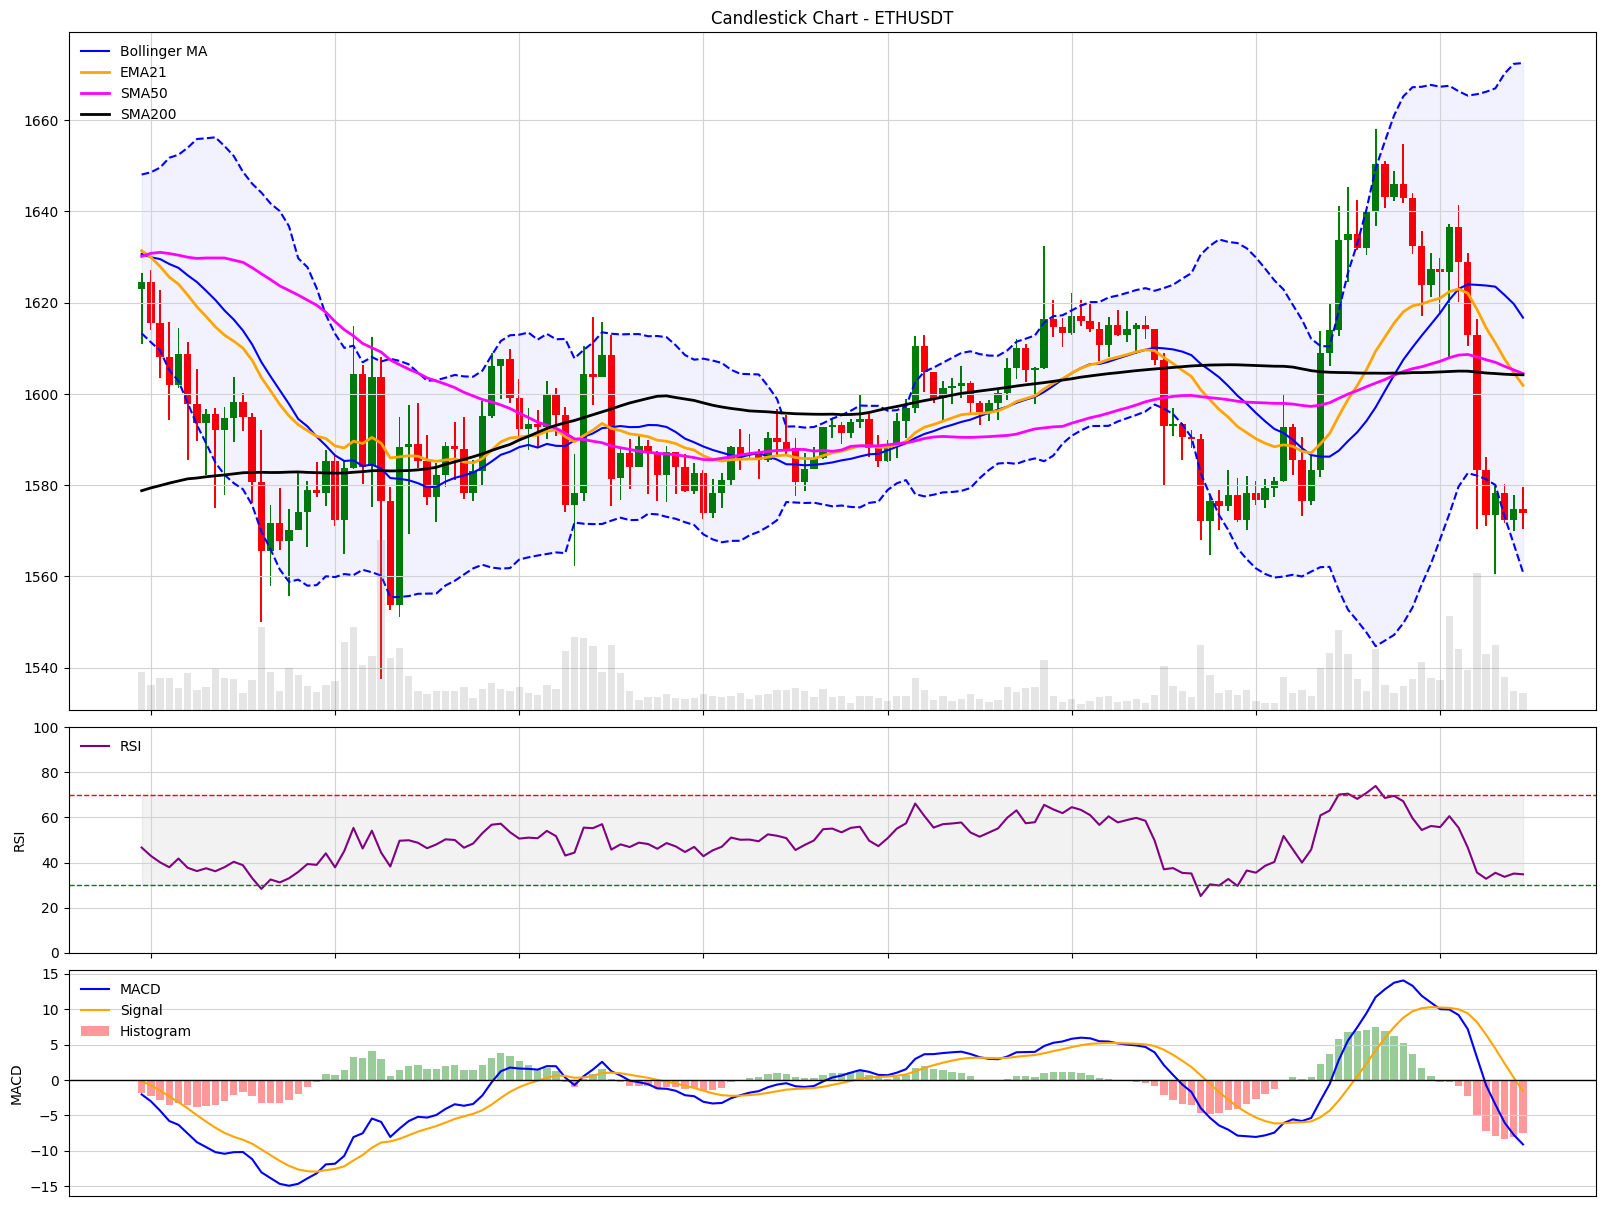 Candlestick Chart - ETHUSDT
Bollinger MA
EMA21
SMA50
SMA200
1660
1640
1620
1600
1580
1560
1540
RSI
100
80
60
40
20
0
RSI
MACD
Signal
Histogram
15
10
5
0
−5
−10
−15
MACD